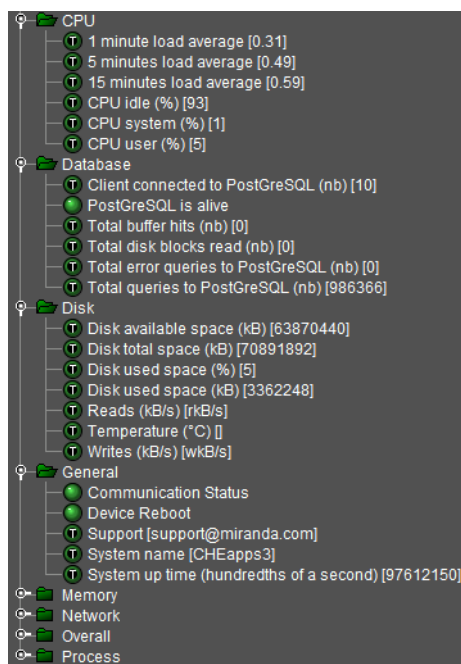 CPU
1 minute load average [0.31]
5 minutes load average [0.49]
15 minutes load average [0.59]
CPU idle (%) [93]
CPU system (%) [1]
CPU user (%) [5]
Database
Client connected to PostGreSQL (nb) [10]
PostGreSQL is alive
Total buffer hits (nb) [0]
Total disk blocks read (nb) [0]
Total error queries to PostGreSQL (nb) [0]
Total queries to PostGreSQL (nb) [986366]
Disk
Disk available space (kB) [63870440]
Disk total space (kB) [70891892]
Disk used space (%) [5]
Disk used space (kB) [3362248]
Reads (kB/s) [rkB/s]
Temperature (°C) []
Writes (kB/s) [wkB/s]
General
Communication Status
Device Reboot
Support [support@miranda.com]
System name [CHEapps3]
System up time (hundredths of a second) [97612150]
Memory
Network
Overall
Process